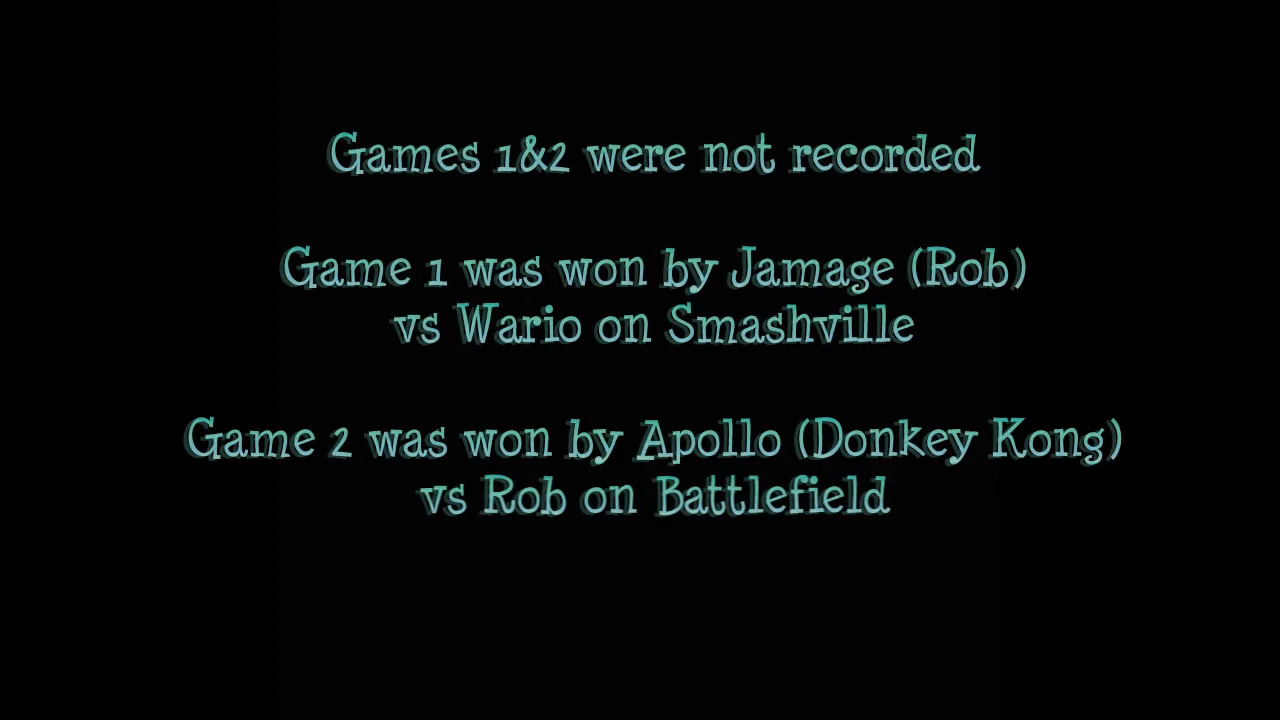 Games 1&2 were not recorded
Game 1 was won by Jamage (Rob)
vs Wario on Smashville
Game 2 was won by Apollo (Donkey Kong)
vs Rob on Battlefield